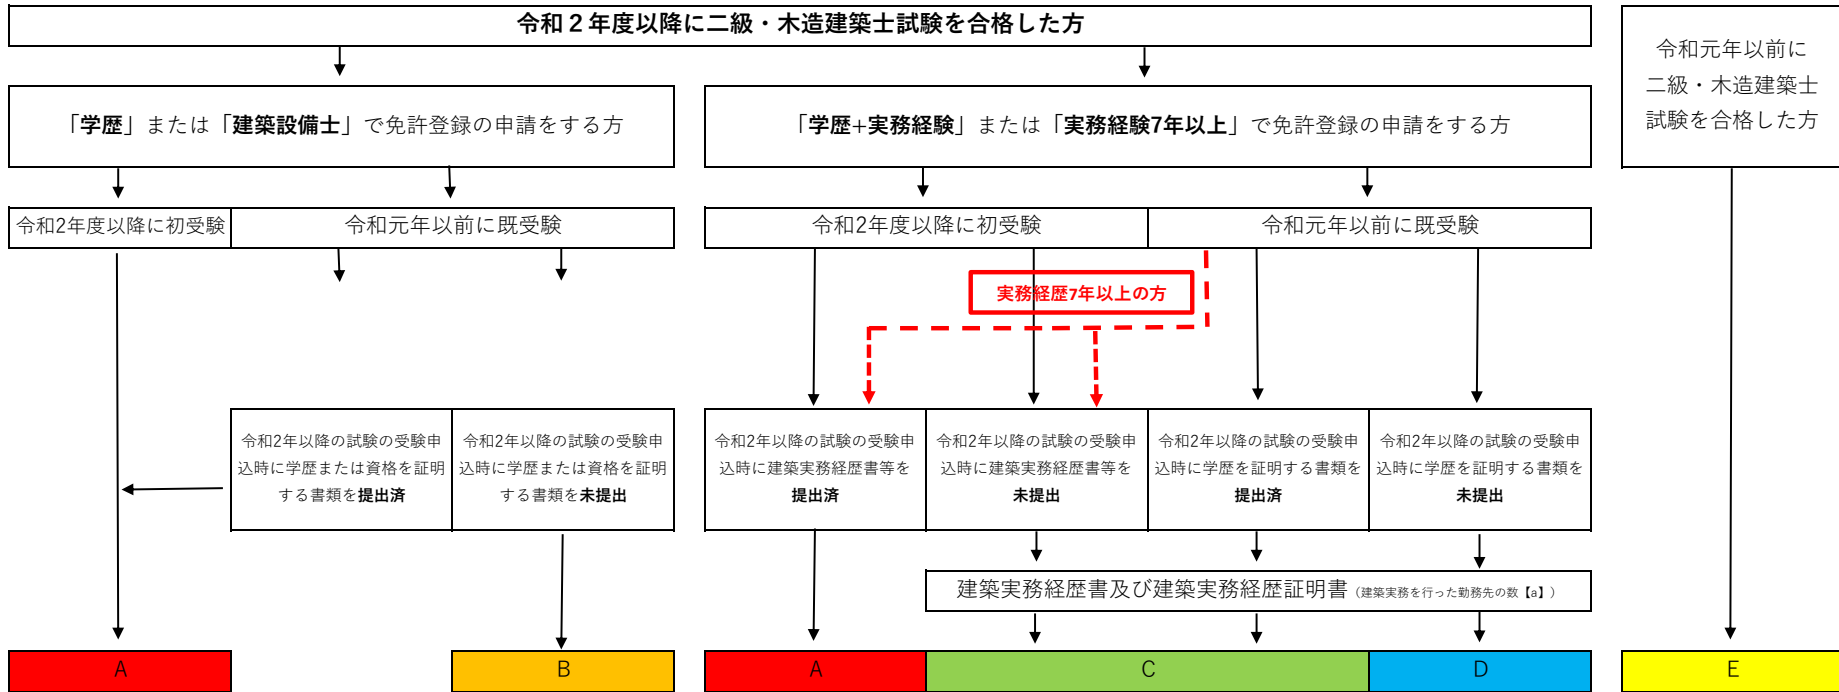 令和２年度以降に二級・木造建築士試験を合格した方
令和元年以前に
二級・木造建築士
試験を合格した方
「学歴」または「建築設備士」で免許登録の申請をする方
「学歴+実務経験」または「実務経験7年以上」で免許登録の申請をする方
令和2年度以降に初受験
令和元年以前に既受験
令和2年度以降に初受験
令和元年以前に既受験
実務経歴7年以上の方
令和2年以降の試験の受験申
込時に学歴または資格を証明
する書類を提出済
令和2年以降の試験の受験申
込時に学歴または資格を証明
する書類を未提出
令和2年以降の試験の受験申
込時に建築実務経歴書等を
提出済
令和2年以降の試験の受験申
込時に建築実務経歴書等を
未提出
令和2年以降の試験の受験申
込時に学歴を証明する書類を
提出済
令和2年以降の試験の受験申
込時に学歴を証明する書類を
未提出
建築実務経歴書及び建築実務経歴証明書（建築実務を行った勤務先の数【a】）
A
B
A
C
D
E